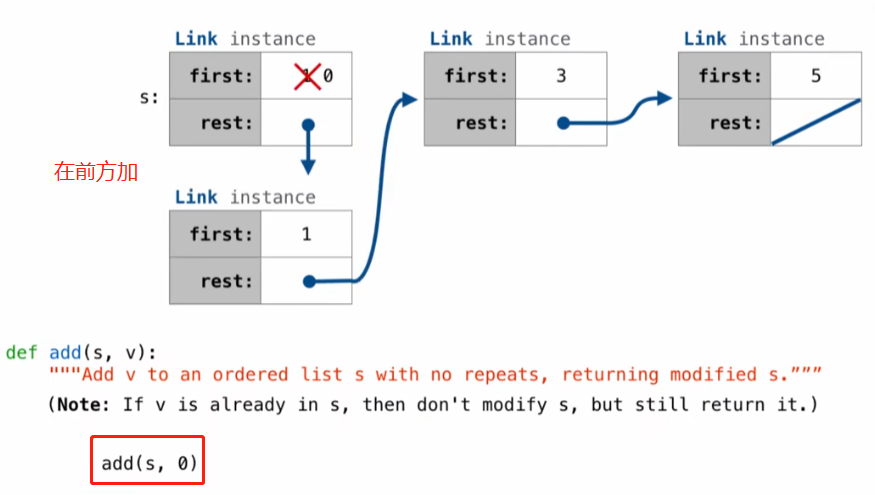 Link instance
first: 1 0
s:
rest:
Link instance
first: 3
rest:
Link instance
first: 5
rest:
在前方加
Link instance
first: 1
rest:
def add(s, v):
"""Add v to an ordered list s with no repeats, returning modified s."""
(Note: If v is already in s, then don't modify s, but still return it.)
add(s, 0)